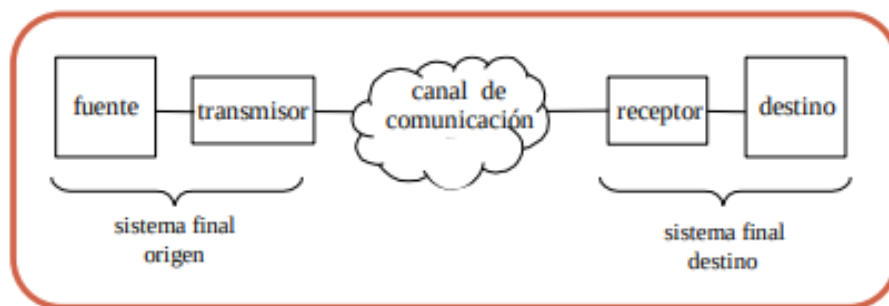 fuente
transmisor
canal de
comunicación
receptor
destino
sistema final
origen
sistema final
destino